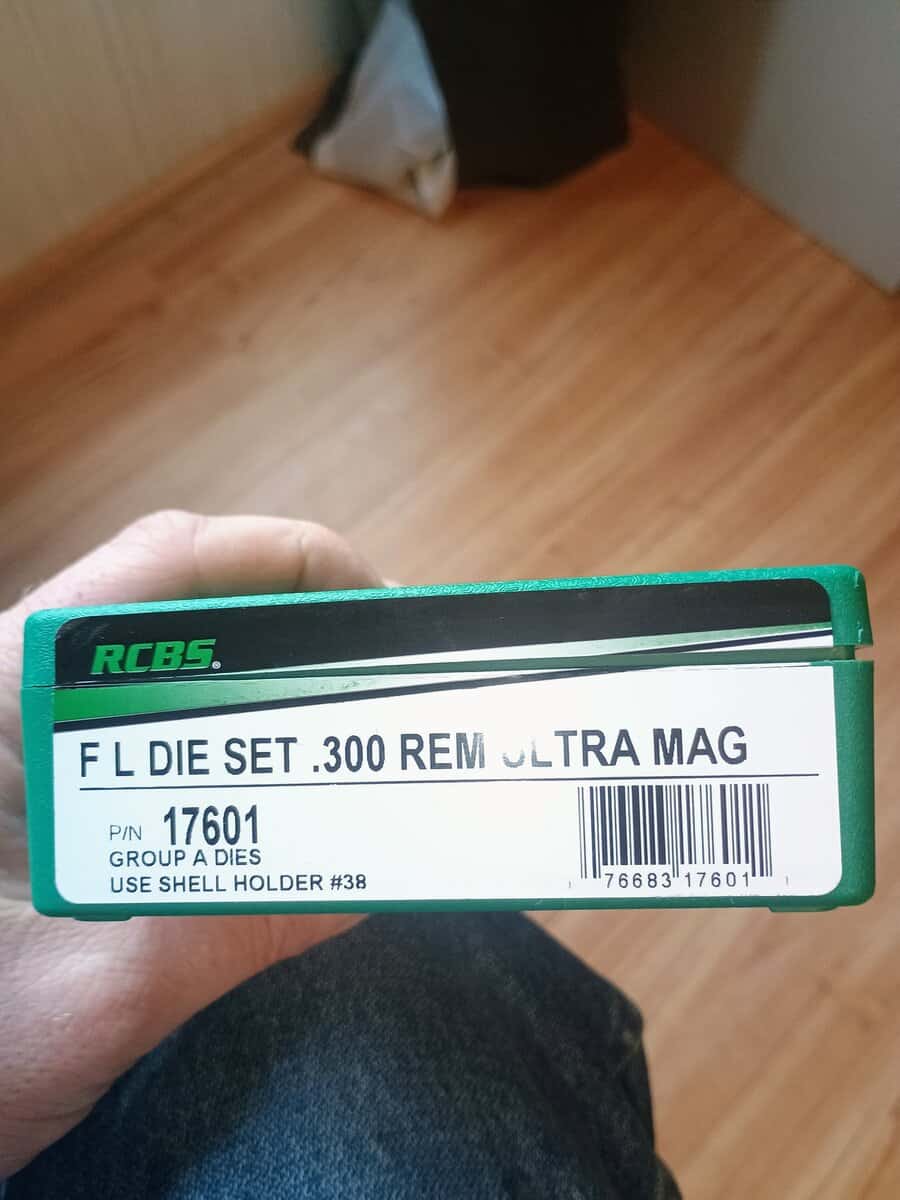 RCBS®
F L DIE SET .300 REM ULTRA MAG
P/N 17601
GROUP A DIES
USE SHELL HOLDER #38
76683 17601